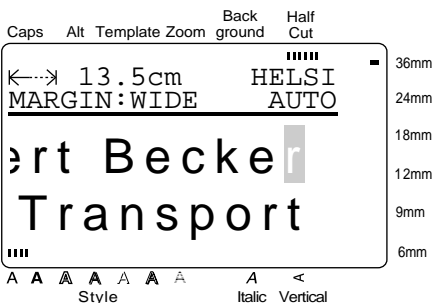 Caps Alt Template Zoom Back ground Half Cut
13.5cm HELSI
MARGIN:WIDE AUTO
ert Becker
Transport
36mm
24mm
18mm
12mm
9mm
6mm
A A A A A A A A A
Style Italic Vertical